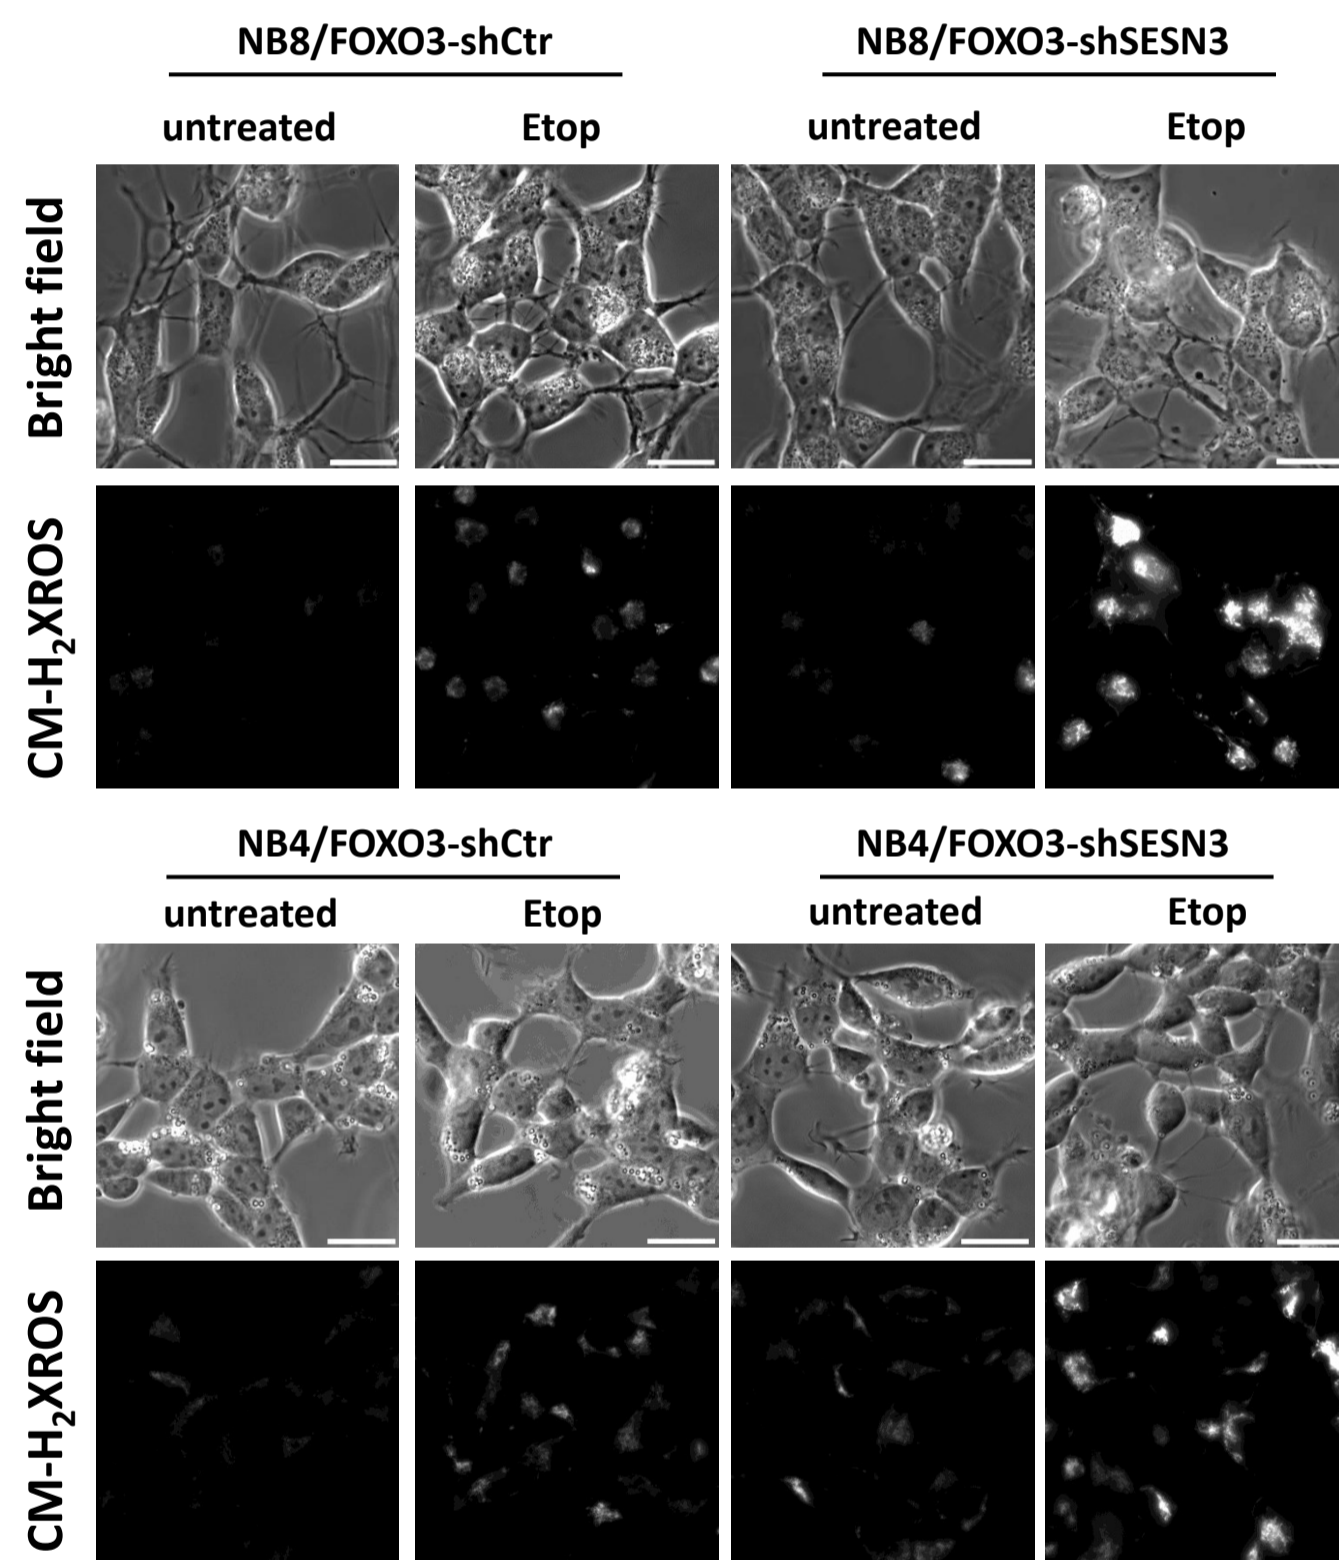 NB8/FOXO3-shCtr NB8/FOXO3-shSESN3
untreated Etop untreated Etop
Bright field
CM-H₂XROS
NB4/FOXO3-shCtr NB4/FOXO3-shSESN3
untreated Etop untreated Etop
Bright field
CM-H₂XROS